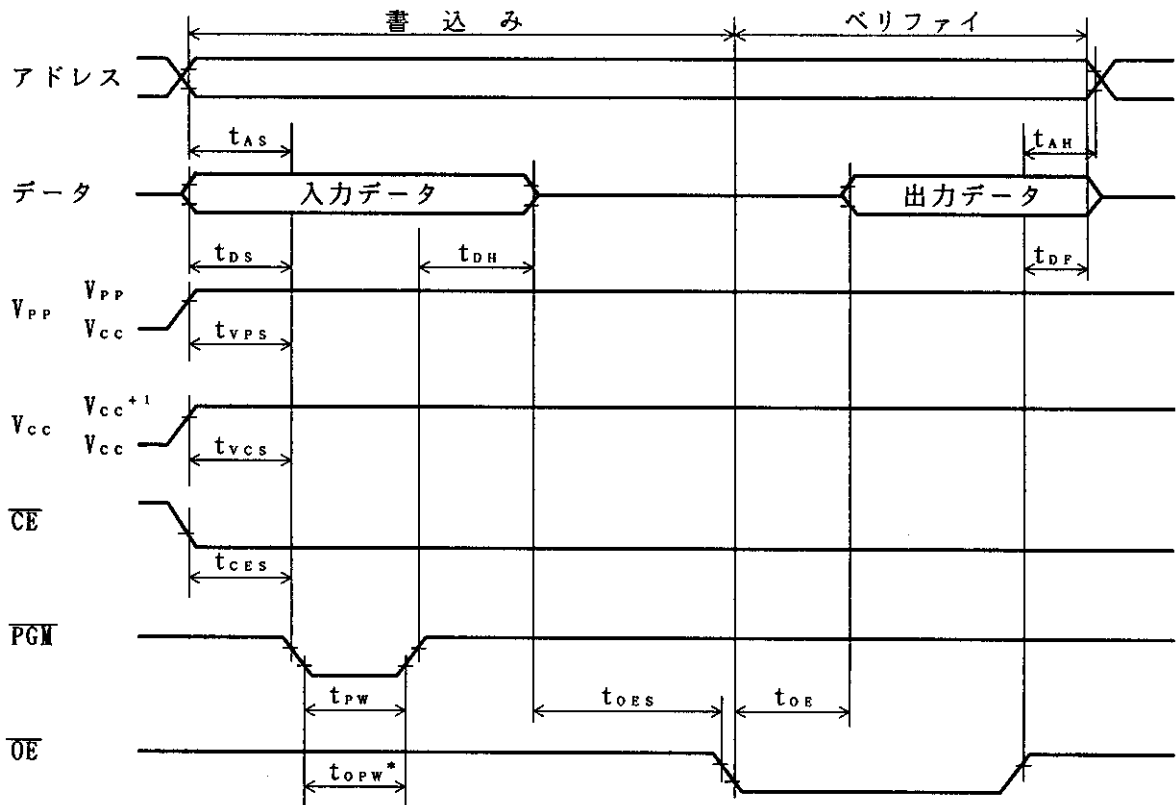 書込み ベリファイ
アドレス
tAS tAH
データ 入力データ 出力データ
tDS tDH tDF
VPP VPP
VCC
tVPS
VCC VCC+1
VCC
tVCS
CE
tCES
PGM
tPW
tOES tOE
OE
tOPW*